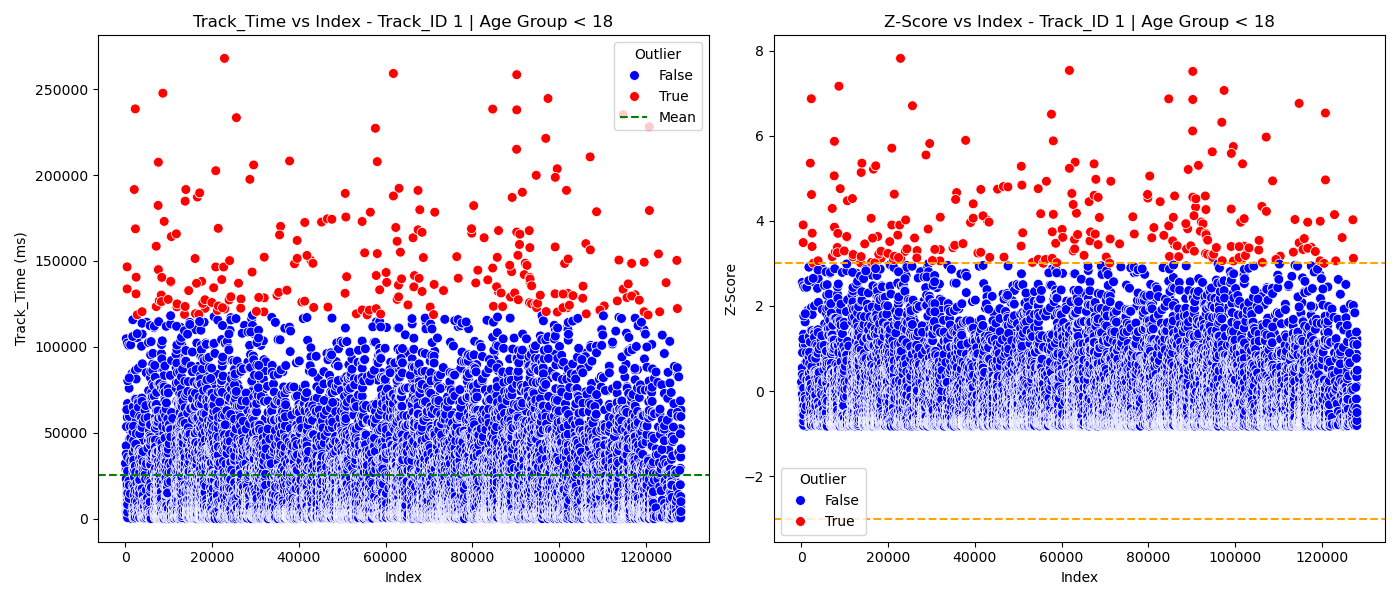 Track_Time vs Index - Track_ID 1 | Age Group < 18
Track_Time (ms)
250000
200000
150000
100000
50000
0
0
20000
40000
60000
80000
100000
120000
Index
Outlier
False
True
Mean
Z-Score vs Index - Track_ID 1 | Age Group < 18
Z-Score
8
6
4
2
0
−2
0
20000
40000
60000
80000
100000
120000
Index
Outlier
False
True